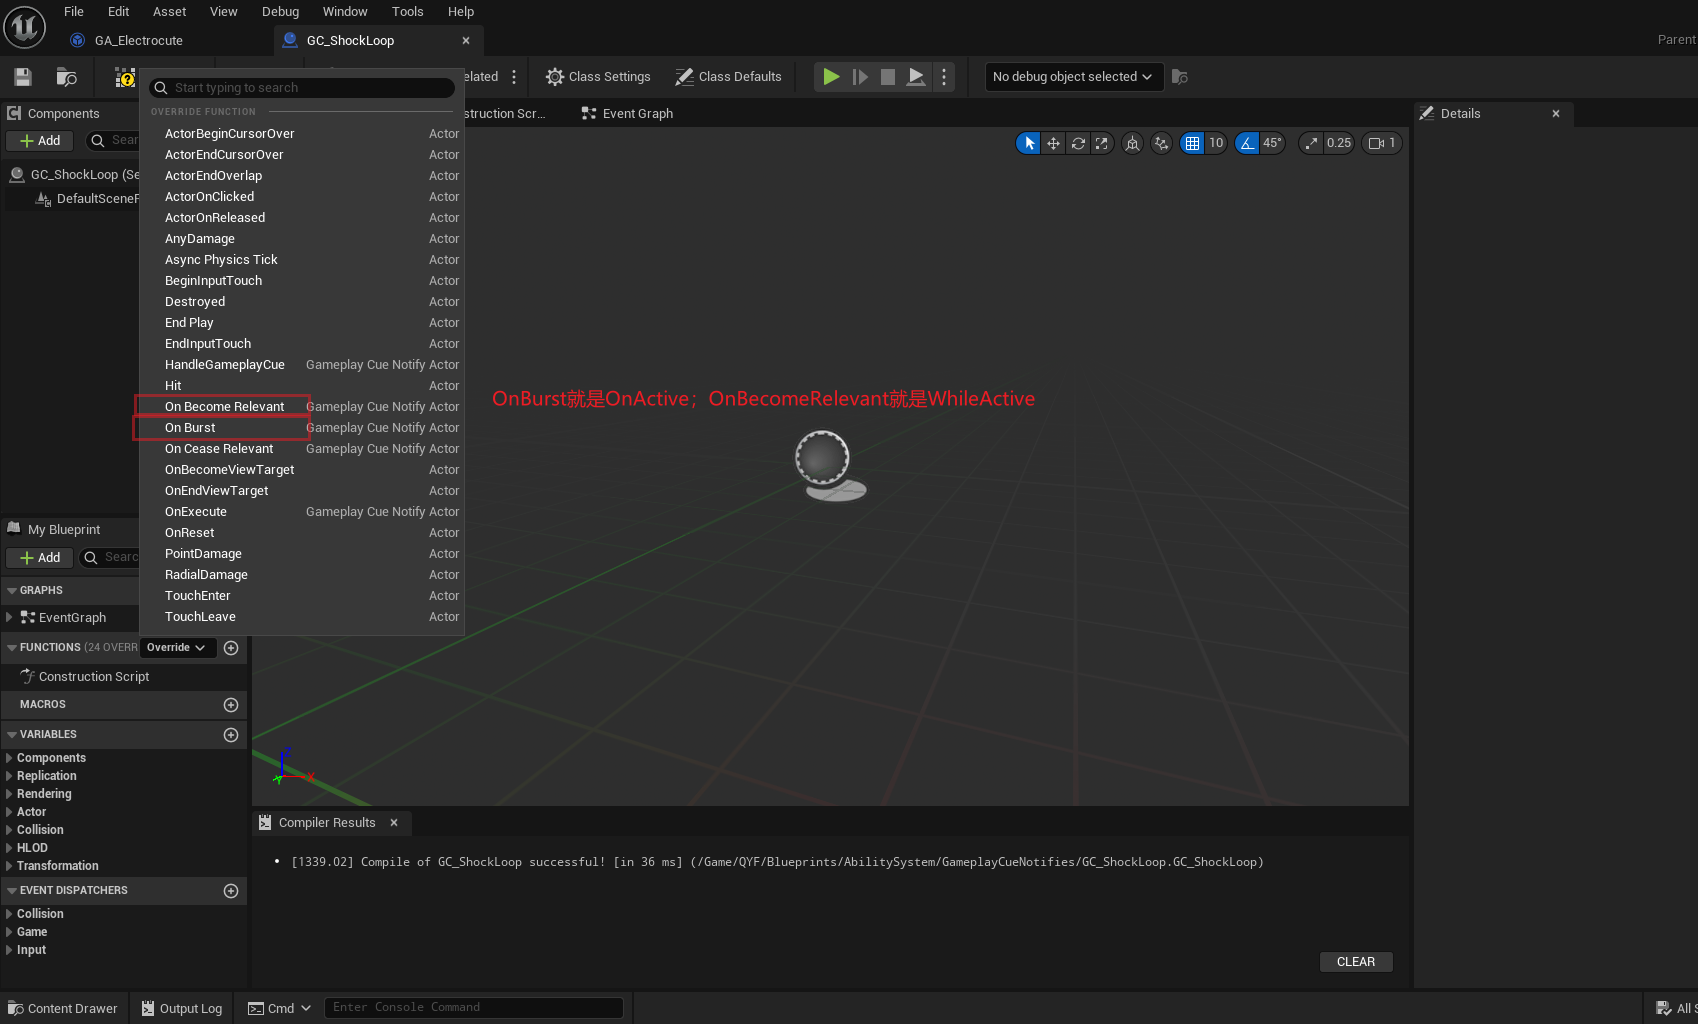 File Edit Asset View Debug Window Tools Help
GA_Electrocute GC_ShockLoop Parent
elated Class Settings Class Defaults No debug object selected
Start typing to search
OVERRIDE FUNCTION
ActorBeginCursorOver Actor
ActorEndCursorOver Actor
ActorEndOverlap Actor
ActorOnClicked Actor
ActorOnReleased Actor
AnyDamage Actor
Async Physics Tick Actor
BeginInputTouch Actor
Destroyed Actor
End Play Actor
EndInputTouch Actor
HandleGameplayCue Gameplay Cue Notify Actor
Hit Actor
On Become Relevant Gameplay Cue Notify Actor
On Burst Gameplay Cue Notify Actor
On Cease Relevant Gameplay Cue Notify Actor
OnBecomeViewTarget Actor
OnEndViewTarget Actor
OnExecute Gameplay Cue Notify Actor
OnReset Actor
PointDamage Actor
RadialDamage Actor
TouchEnter Actor
TouchLeave Actor
Components
Add Sear
GC_ShockLoop (Se
DefaultSceneR
My Blueprint
Add Searc
GRAPHS
EventGraph
FUNCTIONS (24 OVERR Override
Construction Script
MACROS
VARIABLES
Components
Replication
Rendering
Actor
Collision
HLOD
Transformation
EVENT DISPATCHERS
Collision
Game
Input
struction Scr... Event Graph
10 45° 0.25 1
OnBurst就是OnActive；OnBecomeRelevant就是WhileActive
Z
X
Y
Details
Compiler Results
[1339.02] Compile of GC_ShockLoop successful! [in 36 ms] (/Game/QYF/Blueprints/AbilitySystem/GameplayCueNotifies/GC_ShockLoop.GC_ShockLoop)
CLEAR
Content Drawer Output Log Cmd Enter Console Command All S